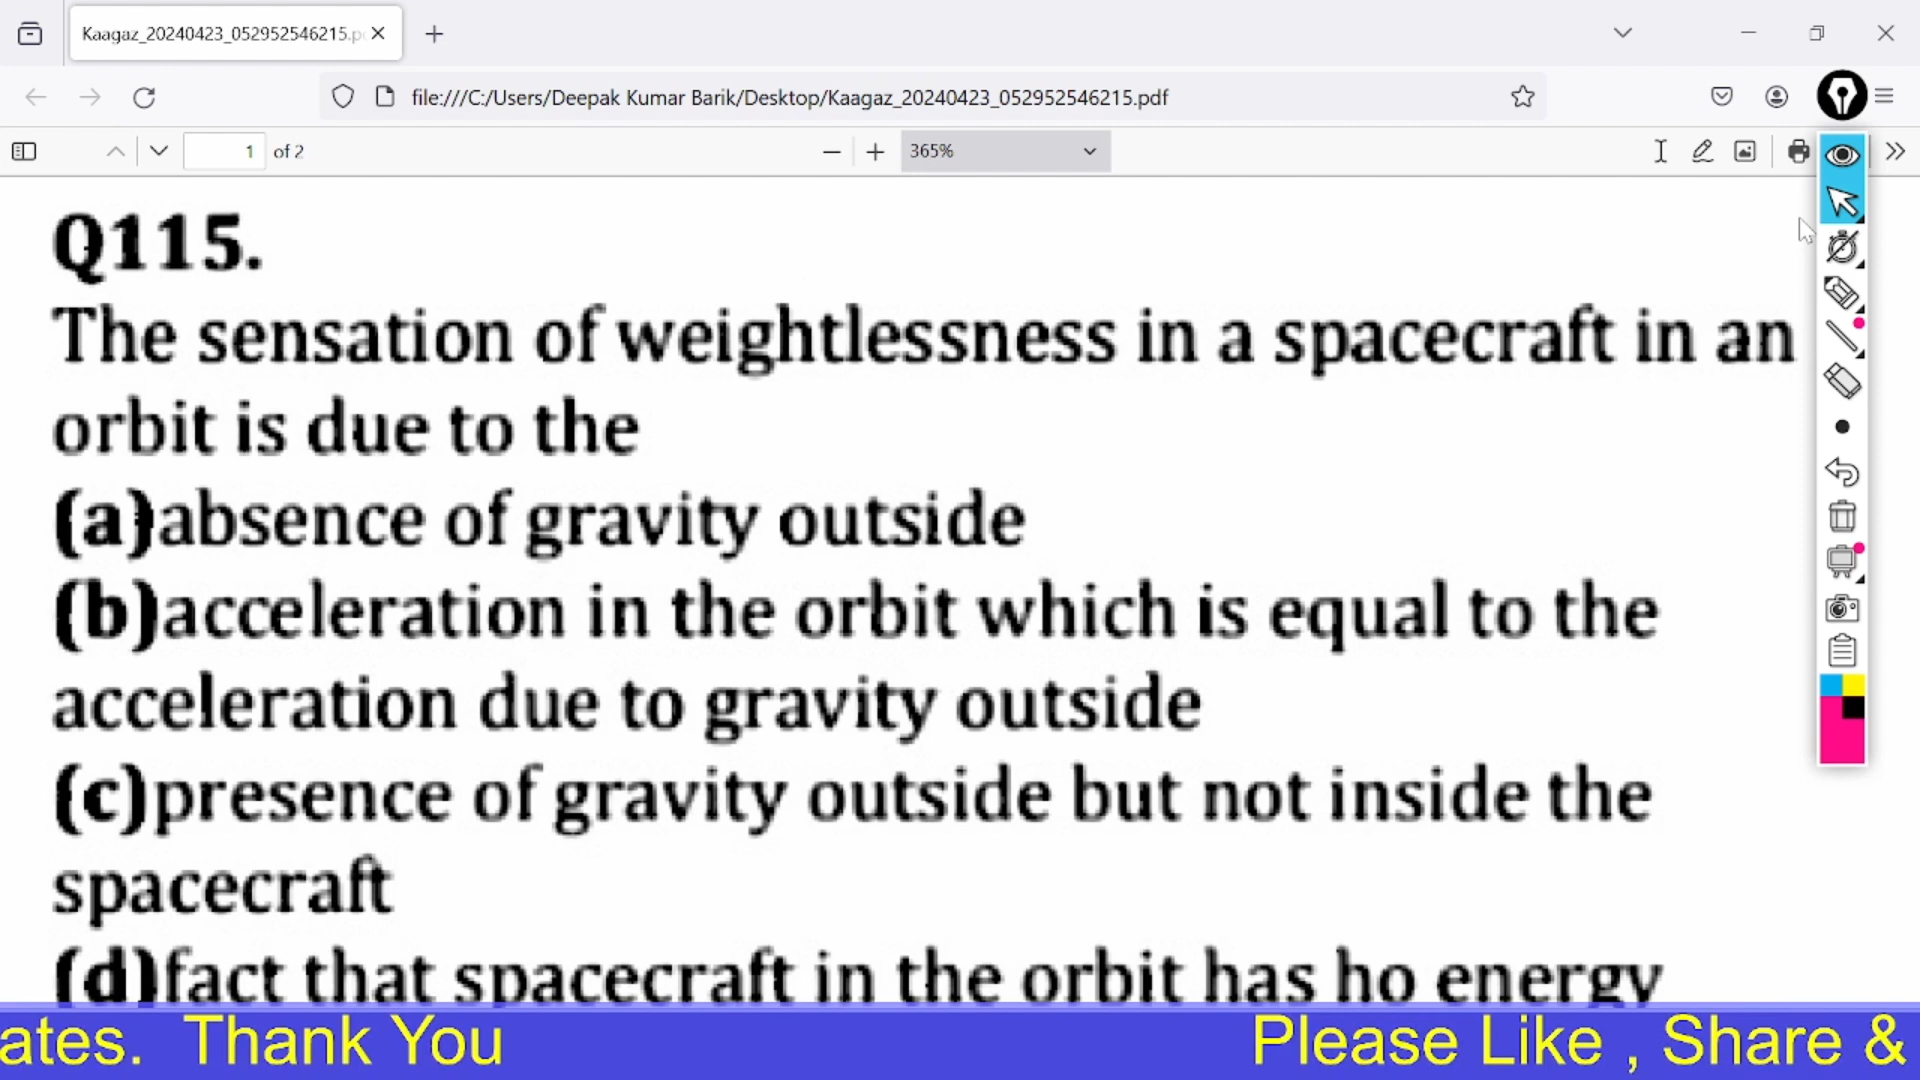 Kaagaz_20240423_052952546215.p
file:///C:/Users/Deepak Kumar Barik/Desktop/Kaagaz_20240423_052952546215.pdf
1 of 2
365%
Q115.
The sensation of weightlessness in a spacecraft in an
orbit is due to the
(a)absence of gravity outside
(b)acceleration in the orbit which is equal to the
acceleration due to gravity outside
(c)presence of gravity outside but not inside the
spacecraft
(d)fact that spacecraft in the orbit has ho energy
ates. Thank You Please Like , Share &